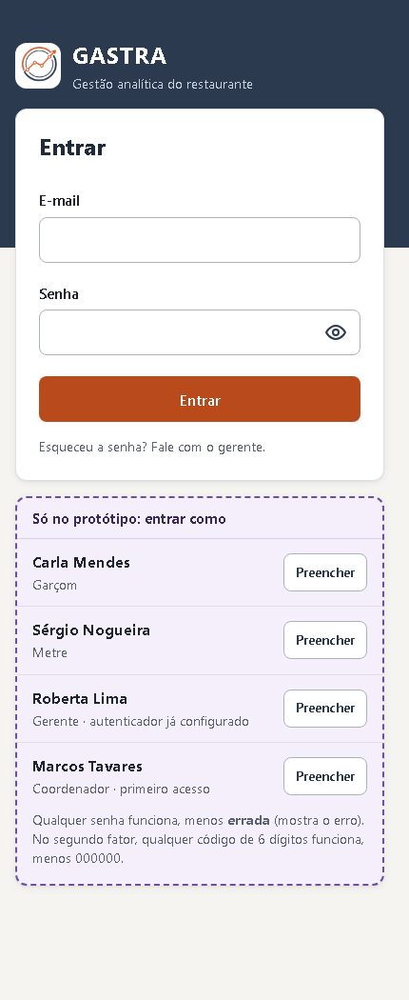 GASTRA
Gestão analítica do restaurante
Entrar
E-mail
Senha
Entrar
Esqueceu a senha? Fale com o gerente.
Só no protótipo: entrar como
Carla Mendes
Garçom
Preencher
Sérgio Nogueira
Metre
Preencher
Roberta Lima
Gerente · autenticador já configurado
Preencher
Marcos Tavares
Coordenador · primeiro acesso
Preencher
Qualquer senha funciona, menos errada (mostra o erro).
No segundo fator, qualquer código de 6 dígitos funciona,
menos 000000.